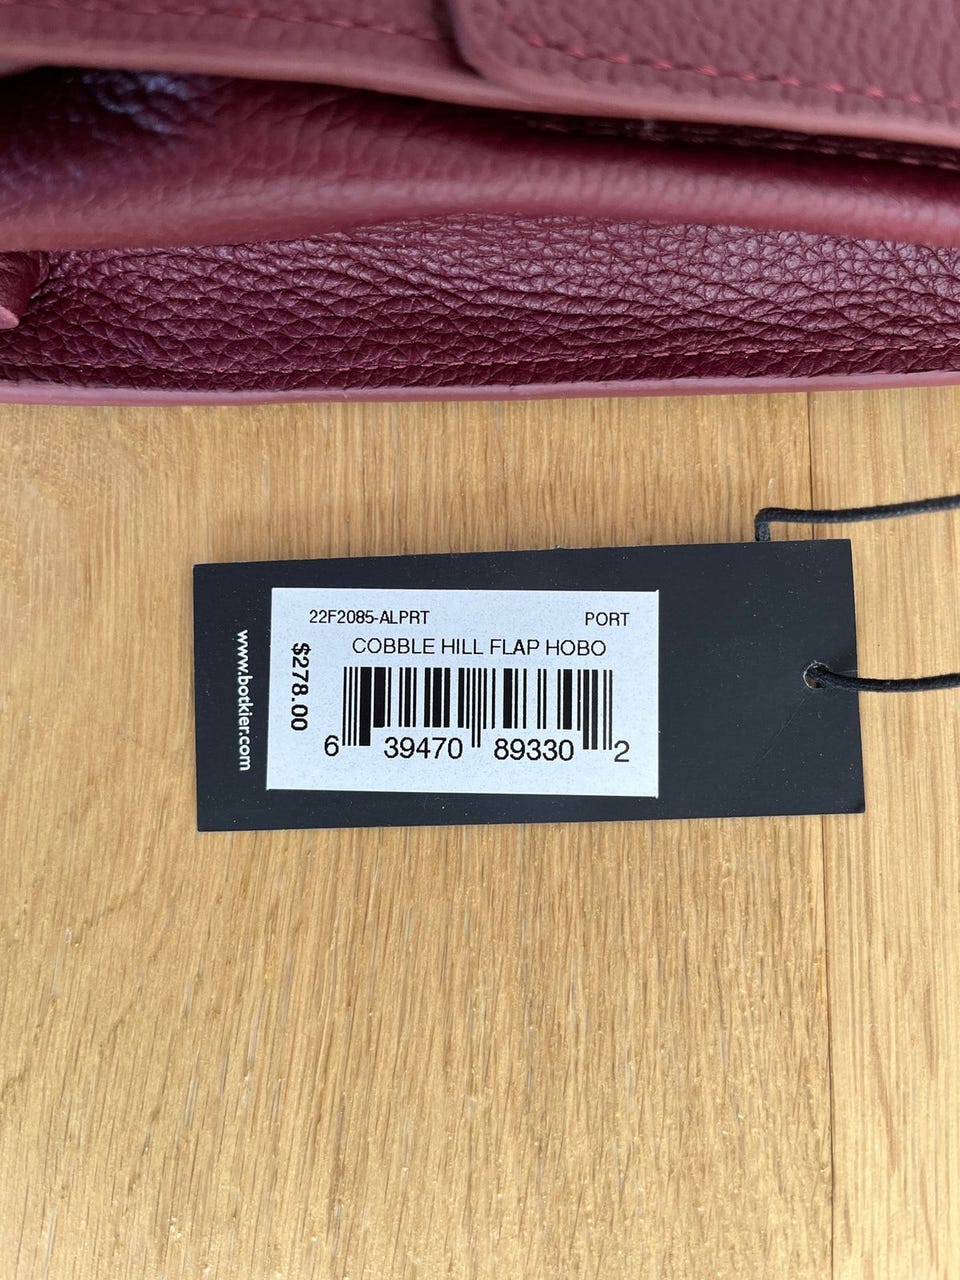 22F2085-ALPRT PORT
COBBLE HILL FLAP HOBO
$278.00
6 39470 89330 2
www.botkier.com